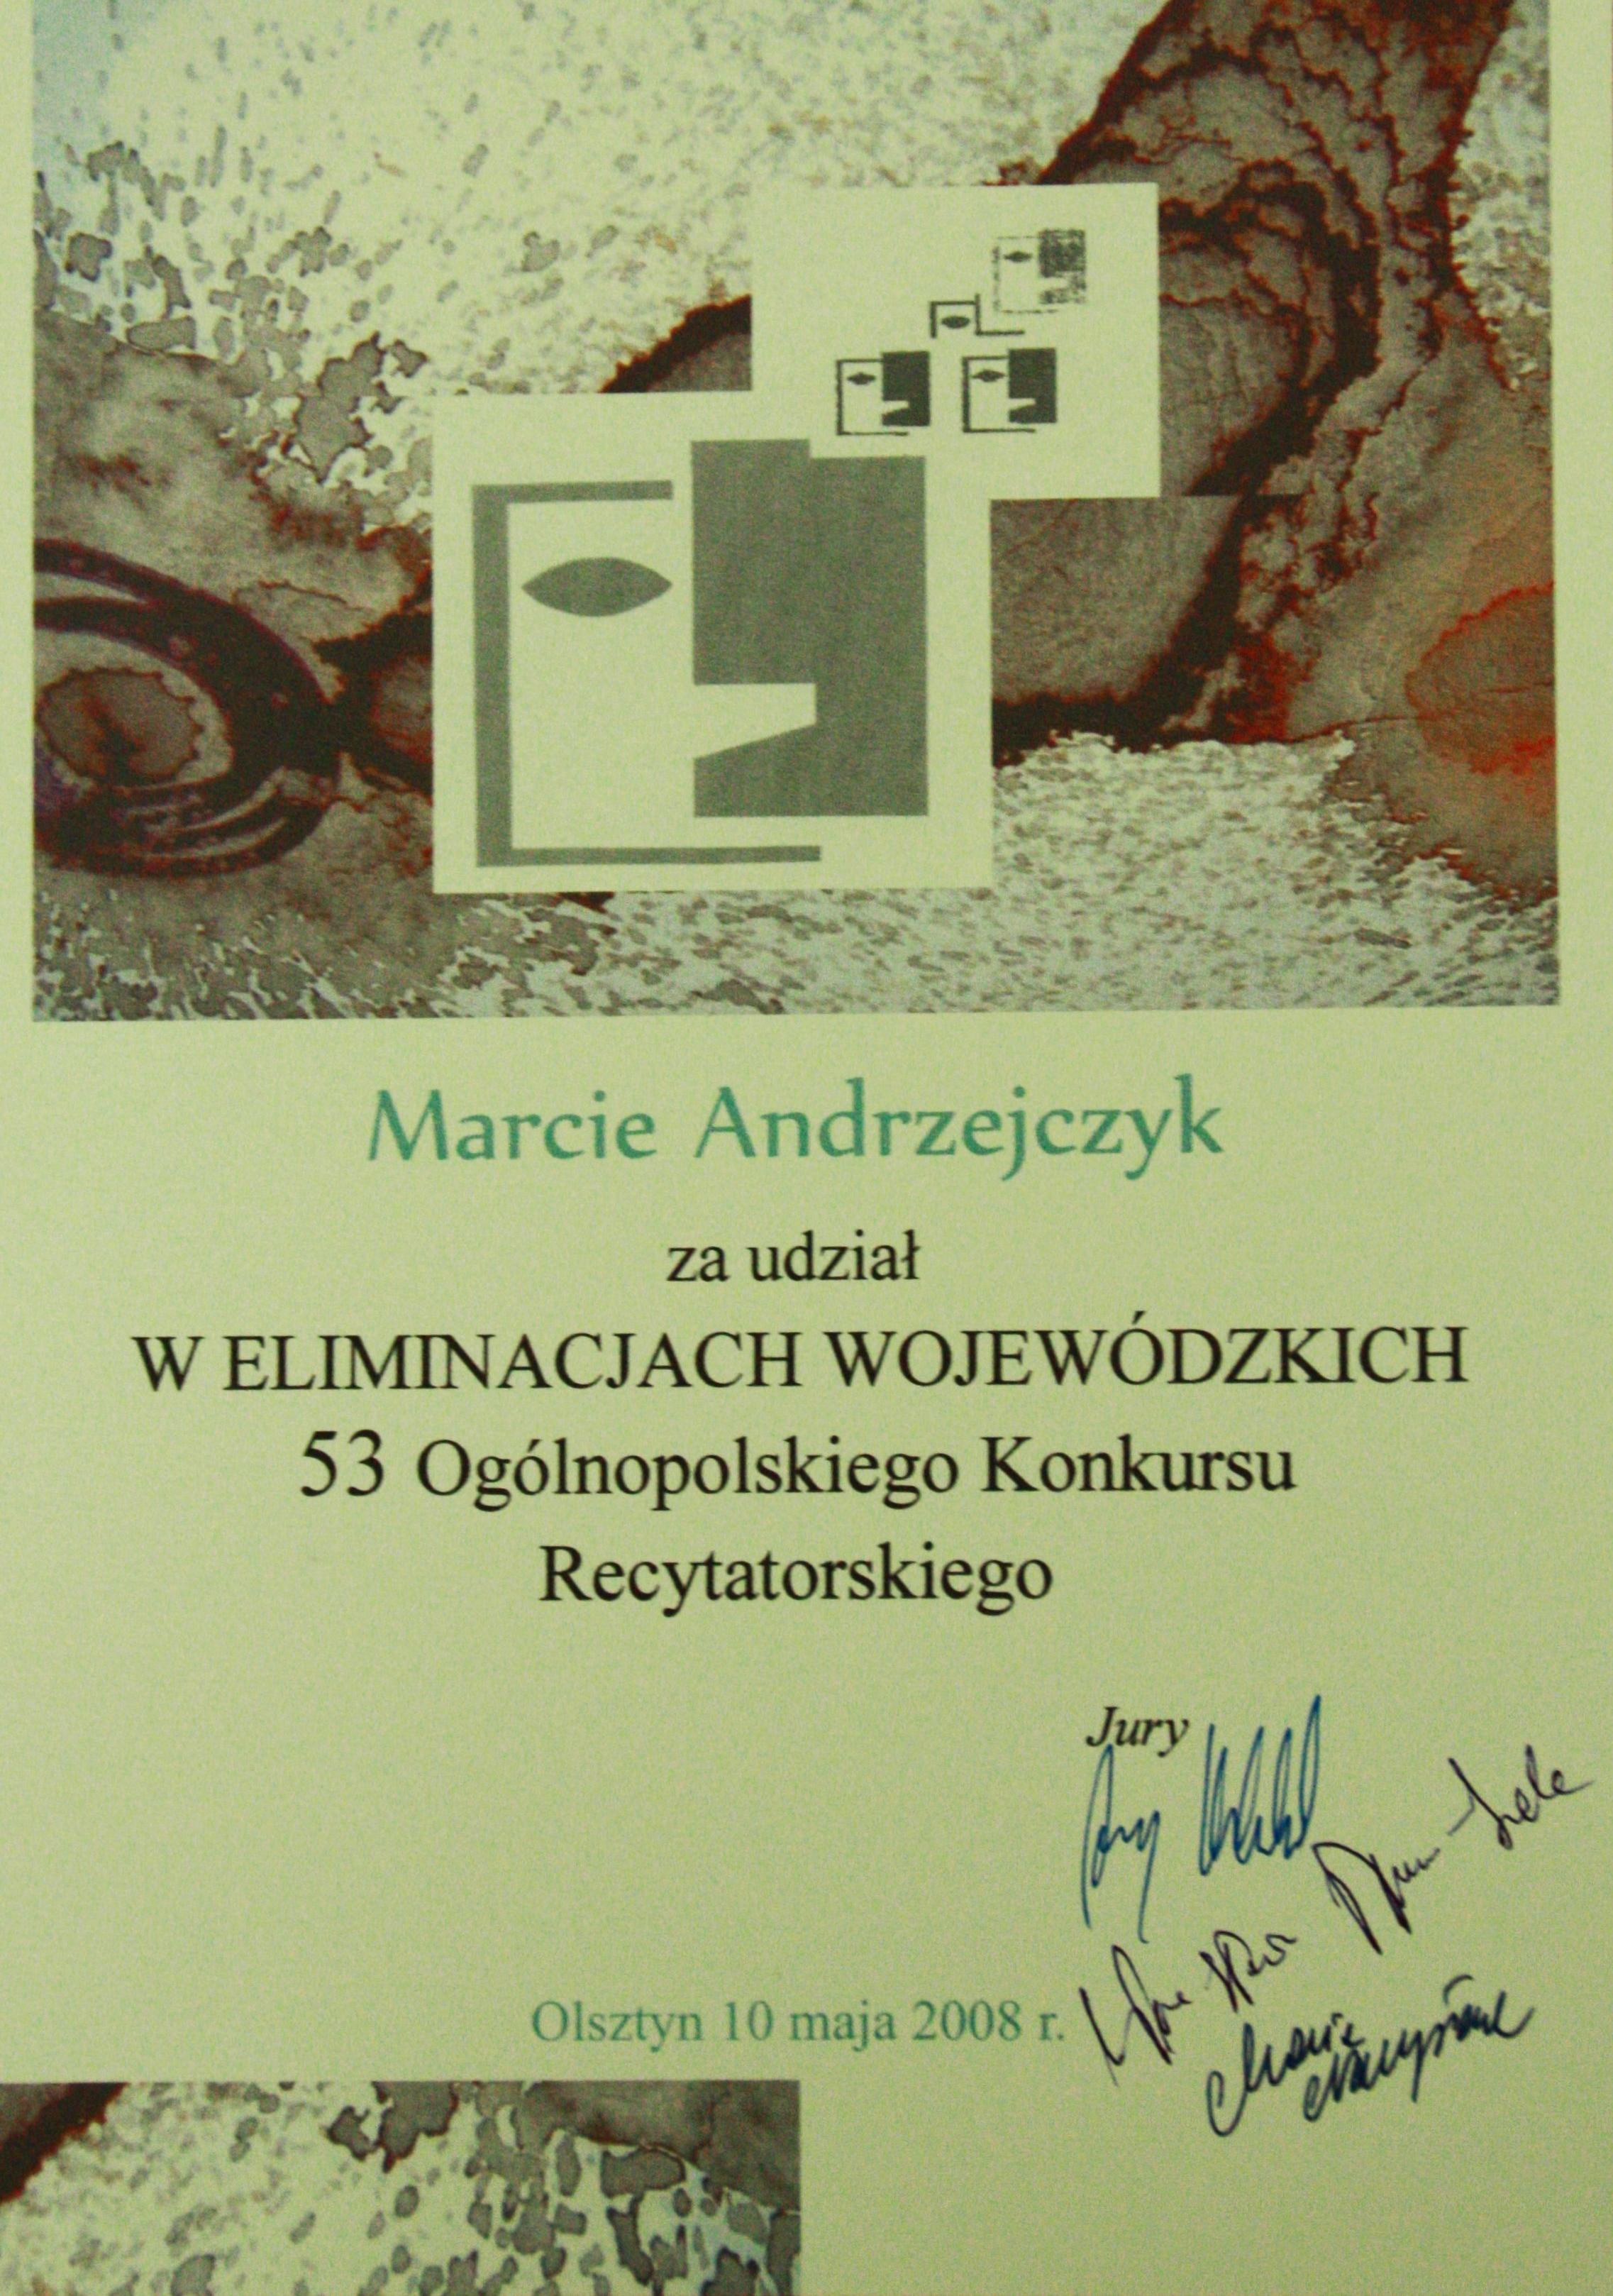 Marcie Andrzejczyk
za udział
W ELIMINACJACH WOJEWÓDZKICH
53 Ogólnopolskiego Konkursu
Recytatorskiego
Jury
Olsztyn 10 maja 2008 r.